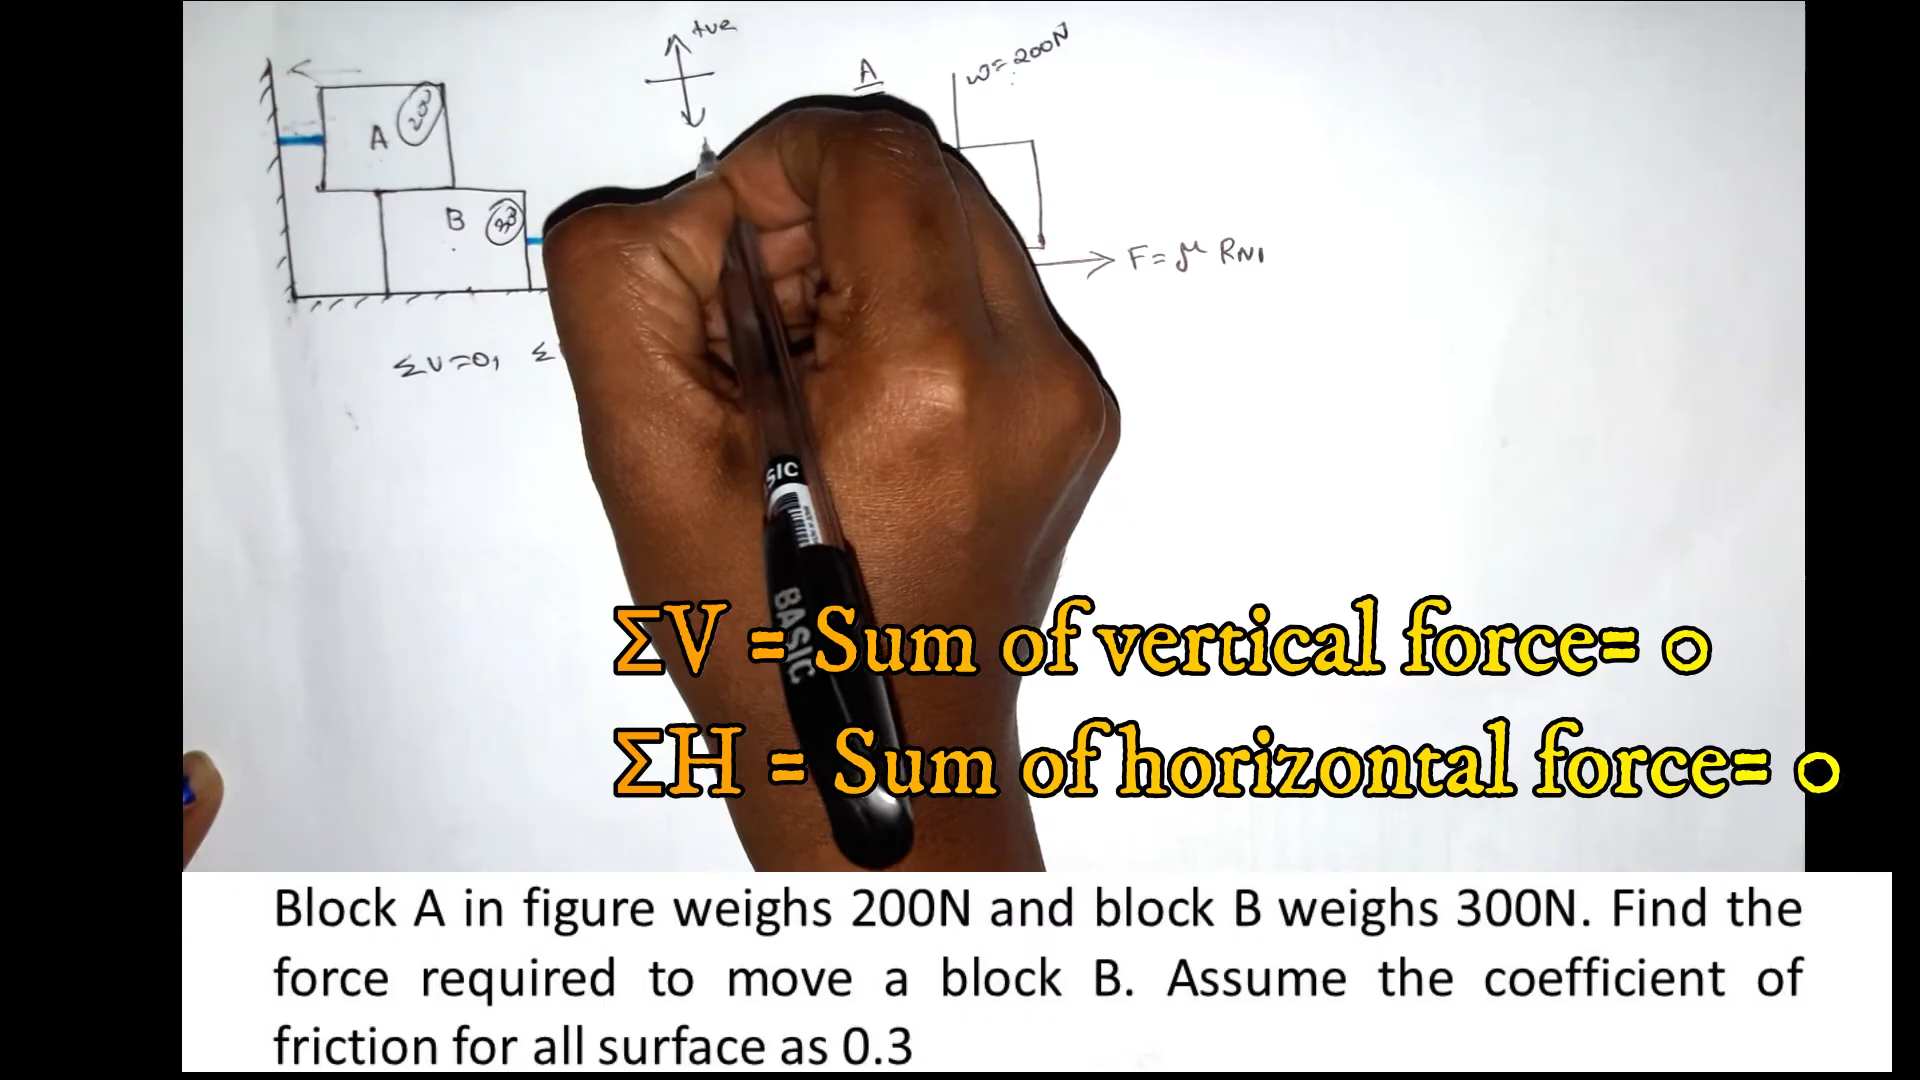 +ve
A
w=200N
200
A
B
F= μ RN1
ΣV=0, Σ
SIC
BASIC
ΣV = Sum of vertical force= 0
ΣH = Sum of horizontal force= 0
Block A in figure weighs 200N and block B weighs 300N. Find the
force required to move a block B. Assume the coefficient of
friction for all surface as 0.3